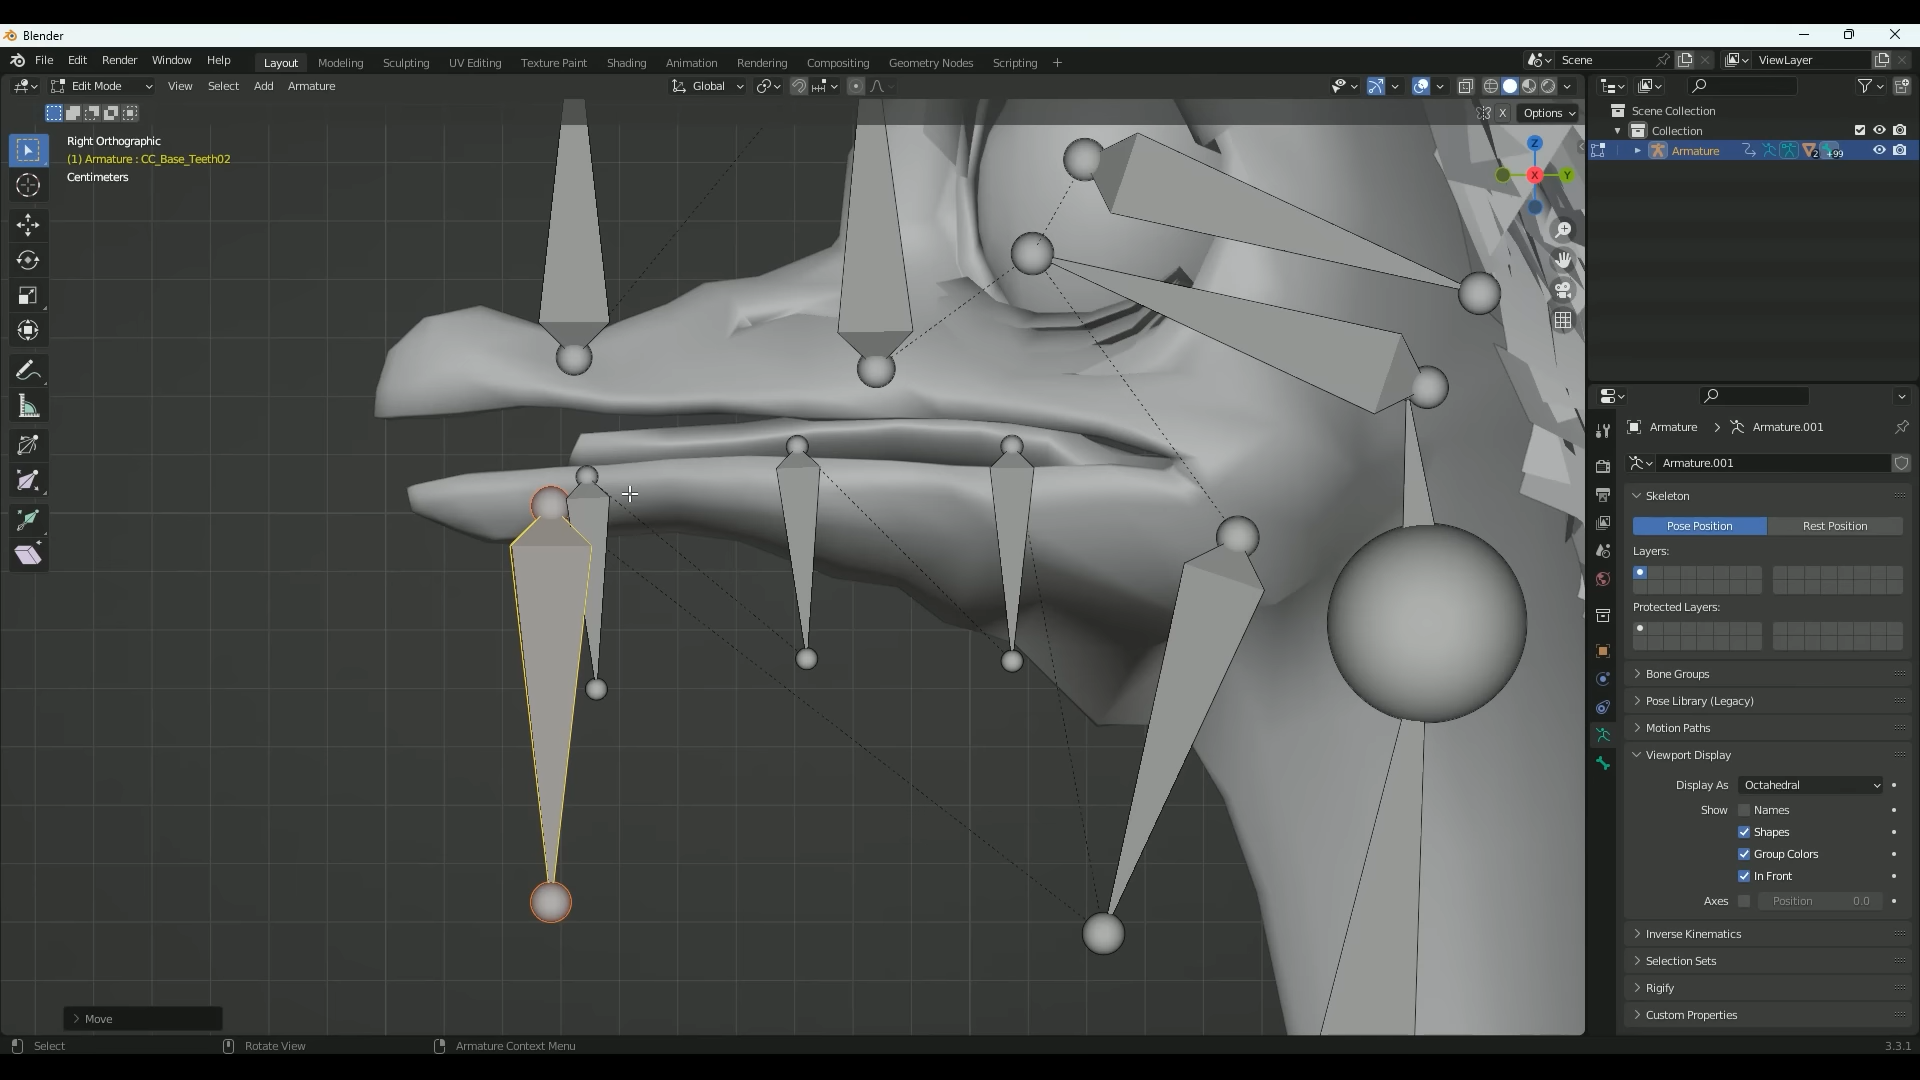 Blender
File Edit Render Window Help Layout Modeling Sculpting UV Editing Texture Paint Shading Animation Rendering Compositing Geometry Nodes Scripting + Scene ViewLayer
Edit Mode View Select Add Armature Global
X Options
Right Orthographic
(1) Armature : CC_Base_Teeth02
Centimeters
Scene Collection
Collection
Armature +99
Z
X
Y
Armature > Armature.001
Armature.001
Skeleton
Pose Position Rest Position
Layers:
Protected Layers:
Bone Groups
Pose Library (Legacy)
Motion Paths
Viewport Display
Display As Octahedral
Show Names
Shapes
Group Colors
In Front
Axes Position 0.0
Inverse Kinematics
Selection Sets
Rigify
Custom Properties
> Move
Select Rotate View Armature Context Menu 3.3.1